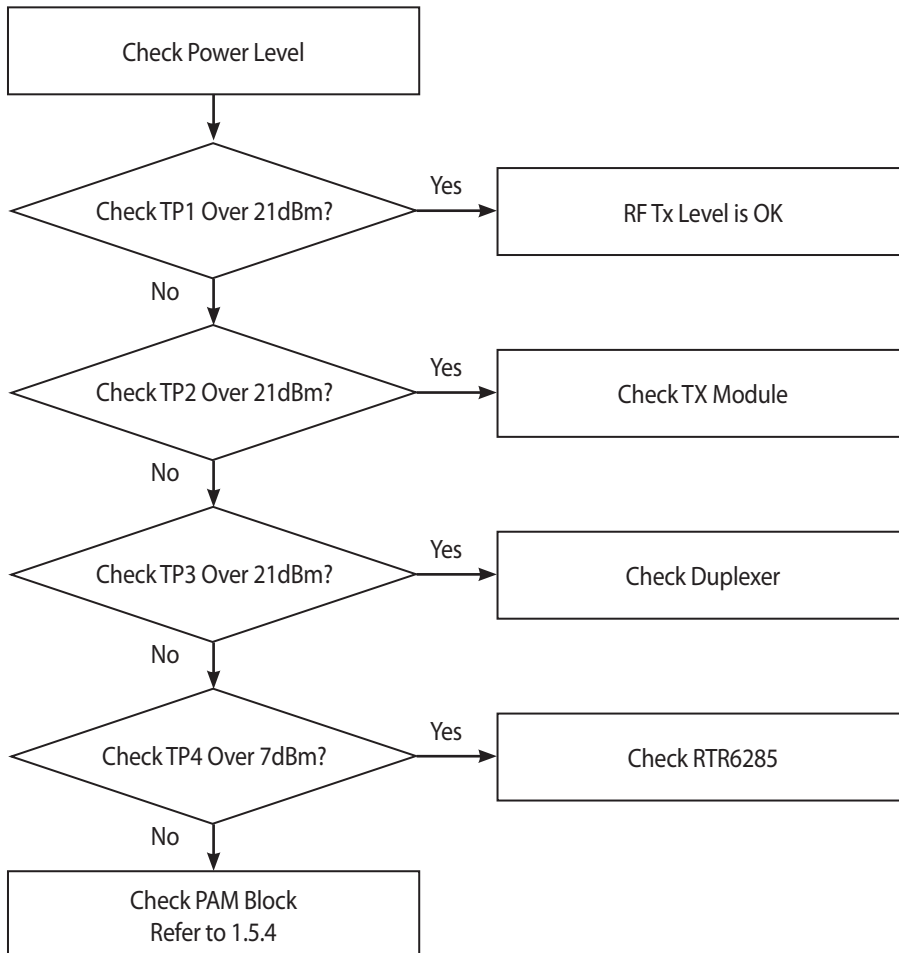 Check Power Level
Check TP1 Over 21dBm?
Yes
RF Tx Level is OK
No
Check TP2 Over 21dBm?
Yes
Check TX Module
No
Check TP3 Over 21dBm?
Yes
Check Duplexer
No
Check TP4 Over 7dBm?
Yes
Check RTR6285
No
Check PAM Block
Refer to 1.5.4